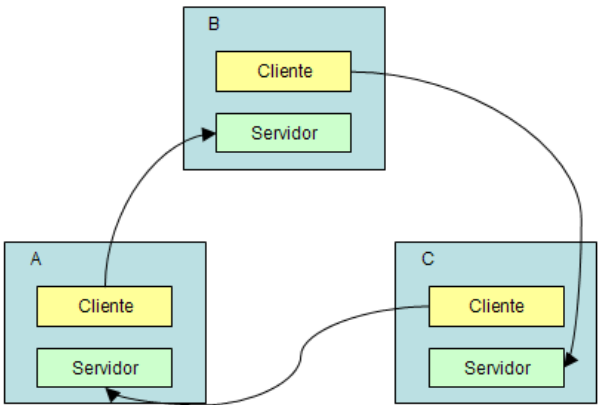 B
Cliente
Servidor
A
Cliente
Servidor
C
Cliente
Servidor